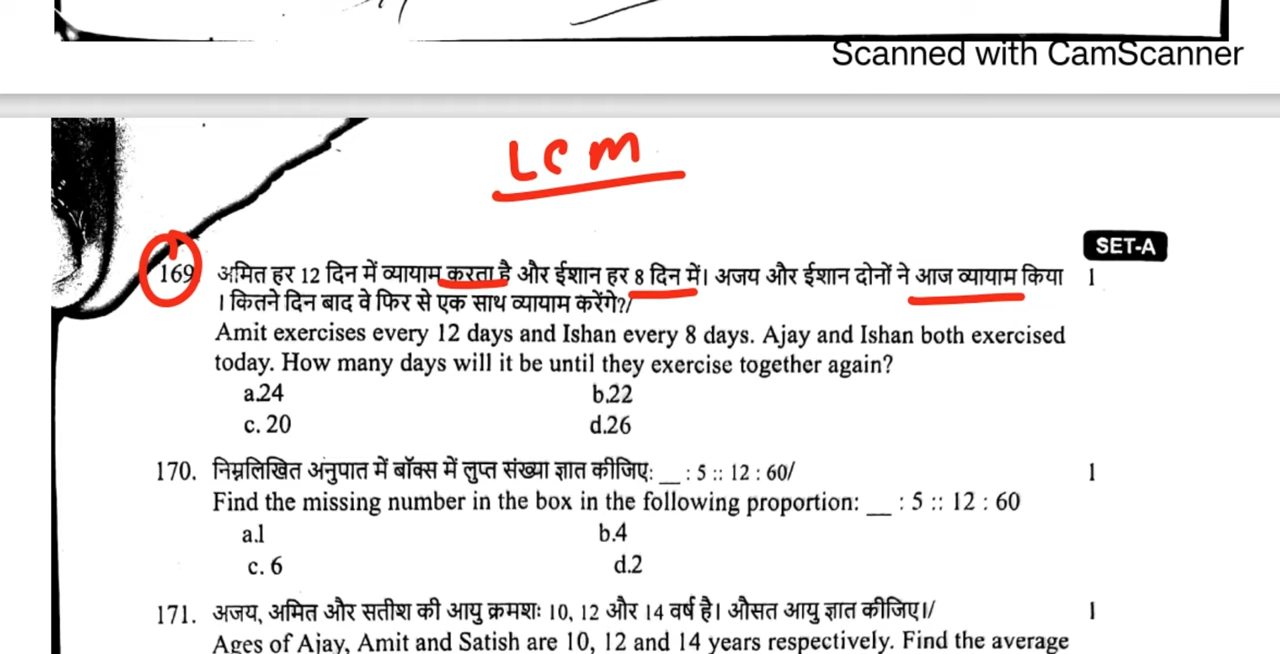 Scanned with CamScanner
LCM
SET-A
169 अमित हर 12 दिन में व्यायाम करता है और ईशान हर 8 दिन में। अजय और ईशान दोनों ने आज व्यायाम किया 1
। कितने दिन बाद वे फिर से एक साथ व्यायाम करेंगे?/
Amit exercises every 12 days and Ishan every 8 days. Ajay and Ishan both exercised
today. How many days will it be until they exercise together again?
a.24 b.22
c. 20 d.26
170. निम्नलिखित अनुपात में बॉक्स में लुप्त संख्या ज्ञात कीजिए: __ : 5 :: 12 : 60/ 1
Find the missing number in the box in the following proportion: __ : 5 :: 12 : 60
a.1 b.4
c. 6 d.2
171. अजय, अमित और सतीश की आयु क्रमशः 10, 12 और 14 वर्ष है। औसत आयु ज्ञात कीजिए।/ 1
Ages of Ajay, Amit and Satish are 10, 12 and 14 years respectively. Find the average